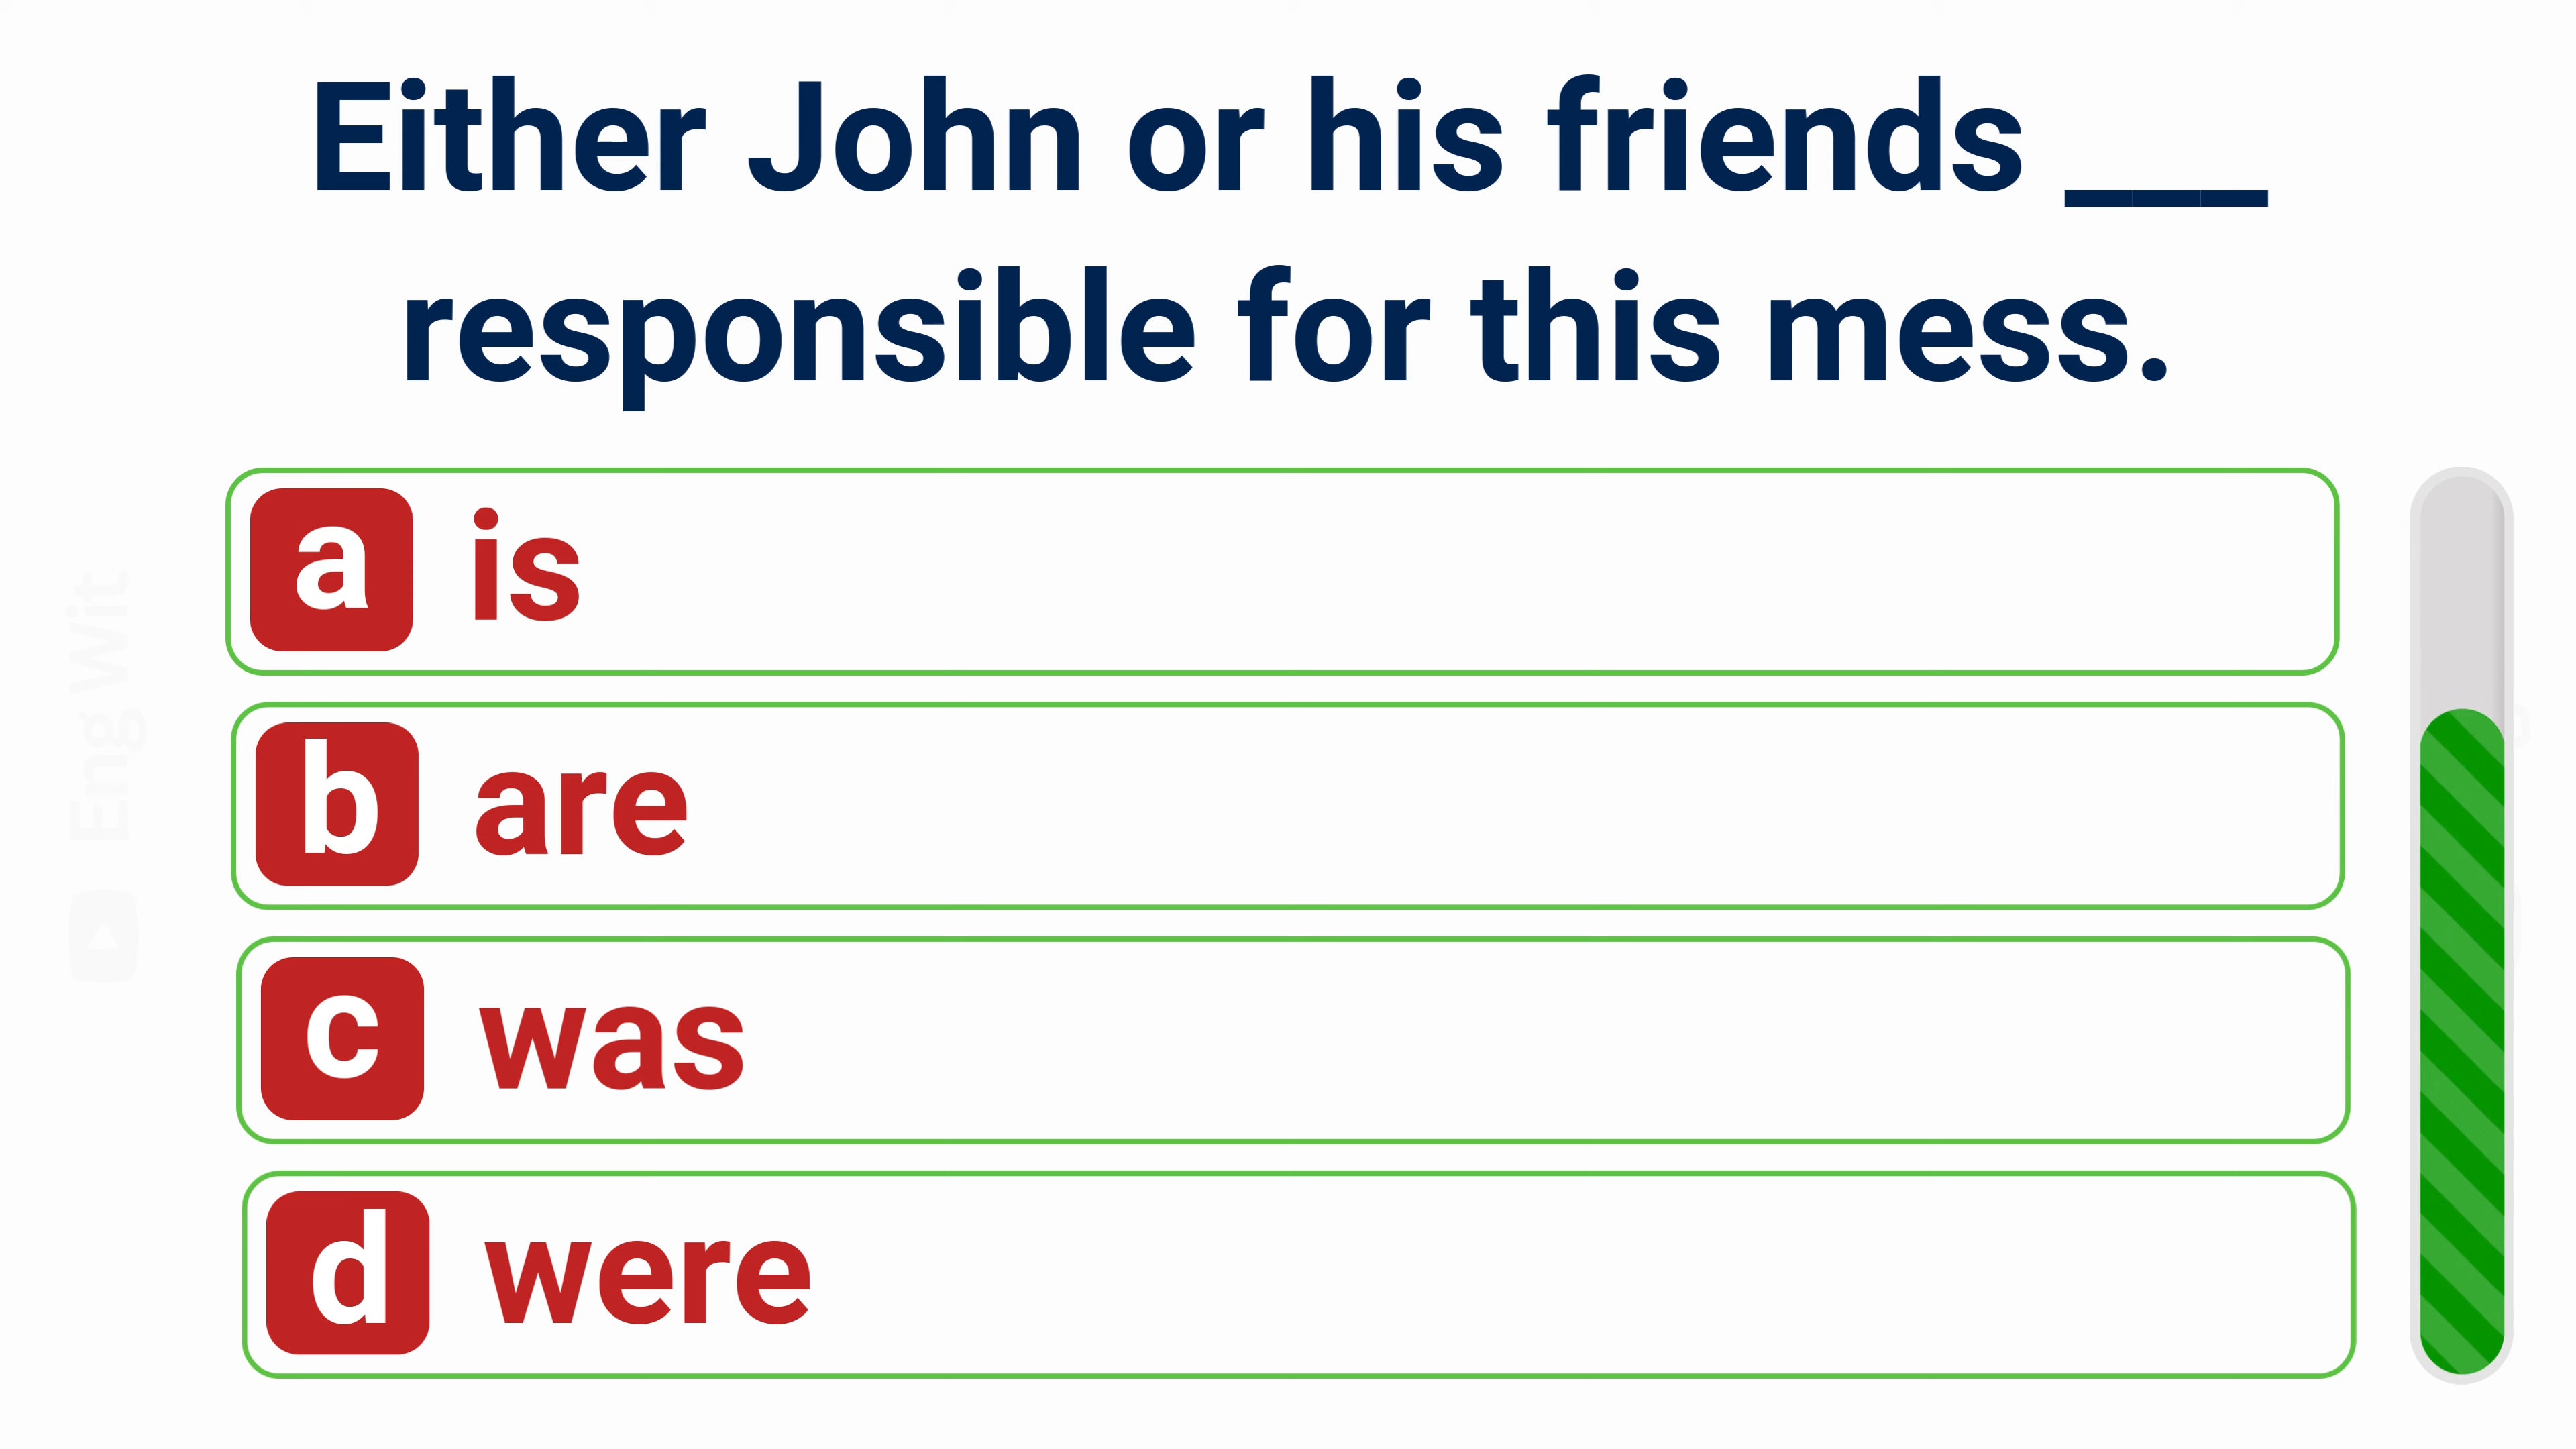 Either John or his friends ___
responsible for this mess.
a is
b are
c was
d were
Eng Wit